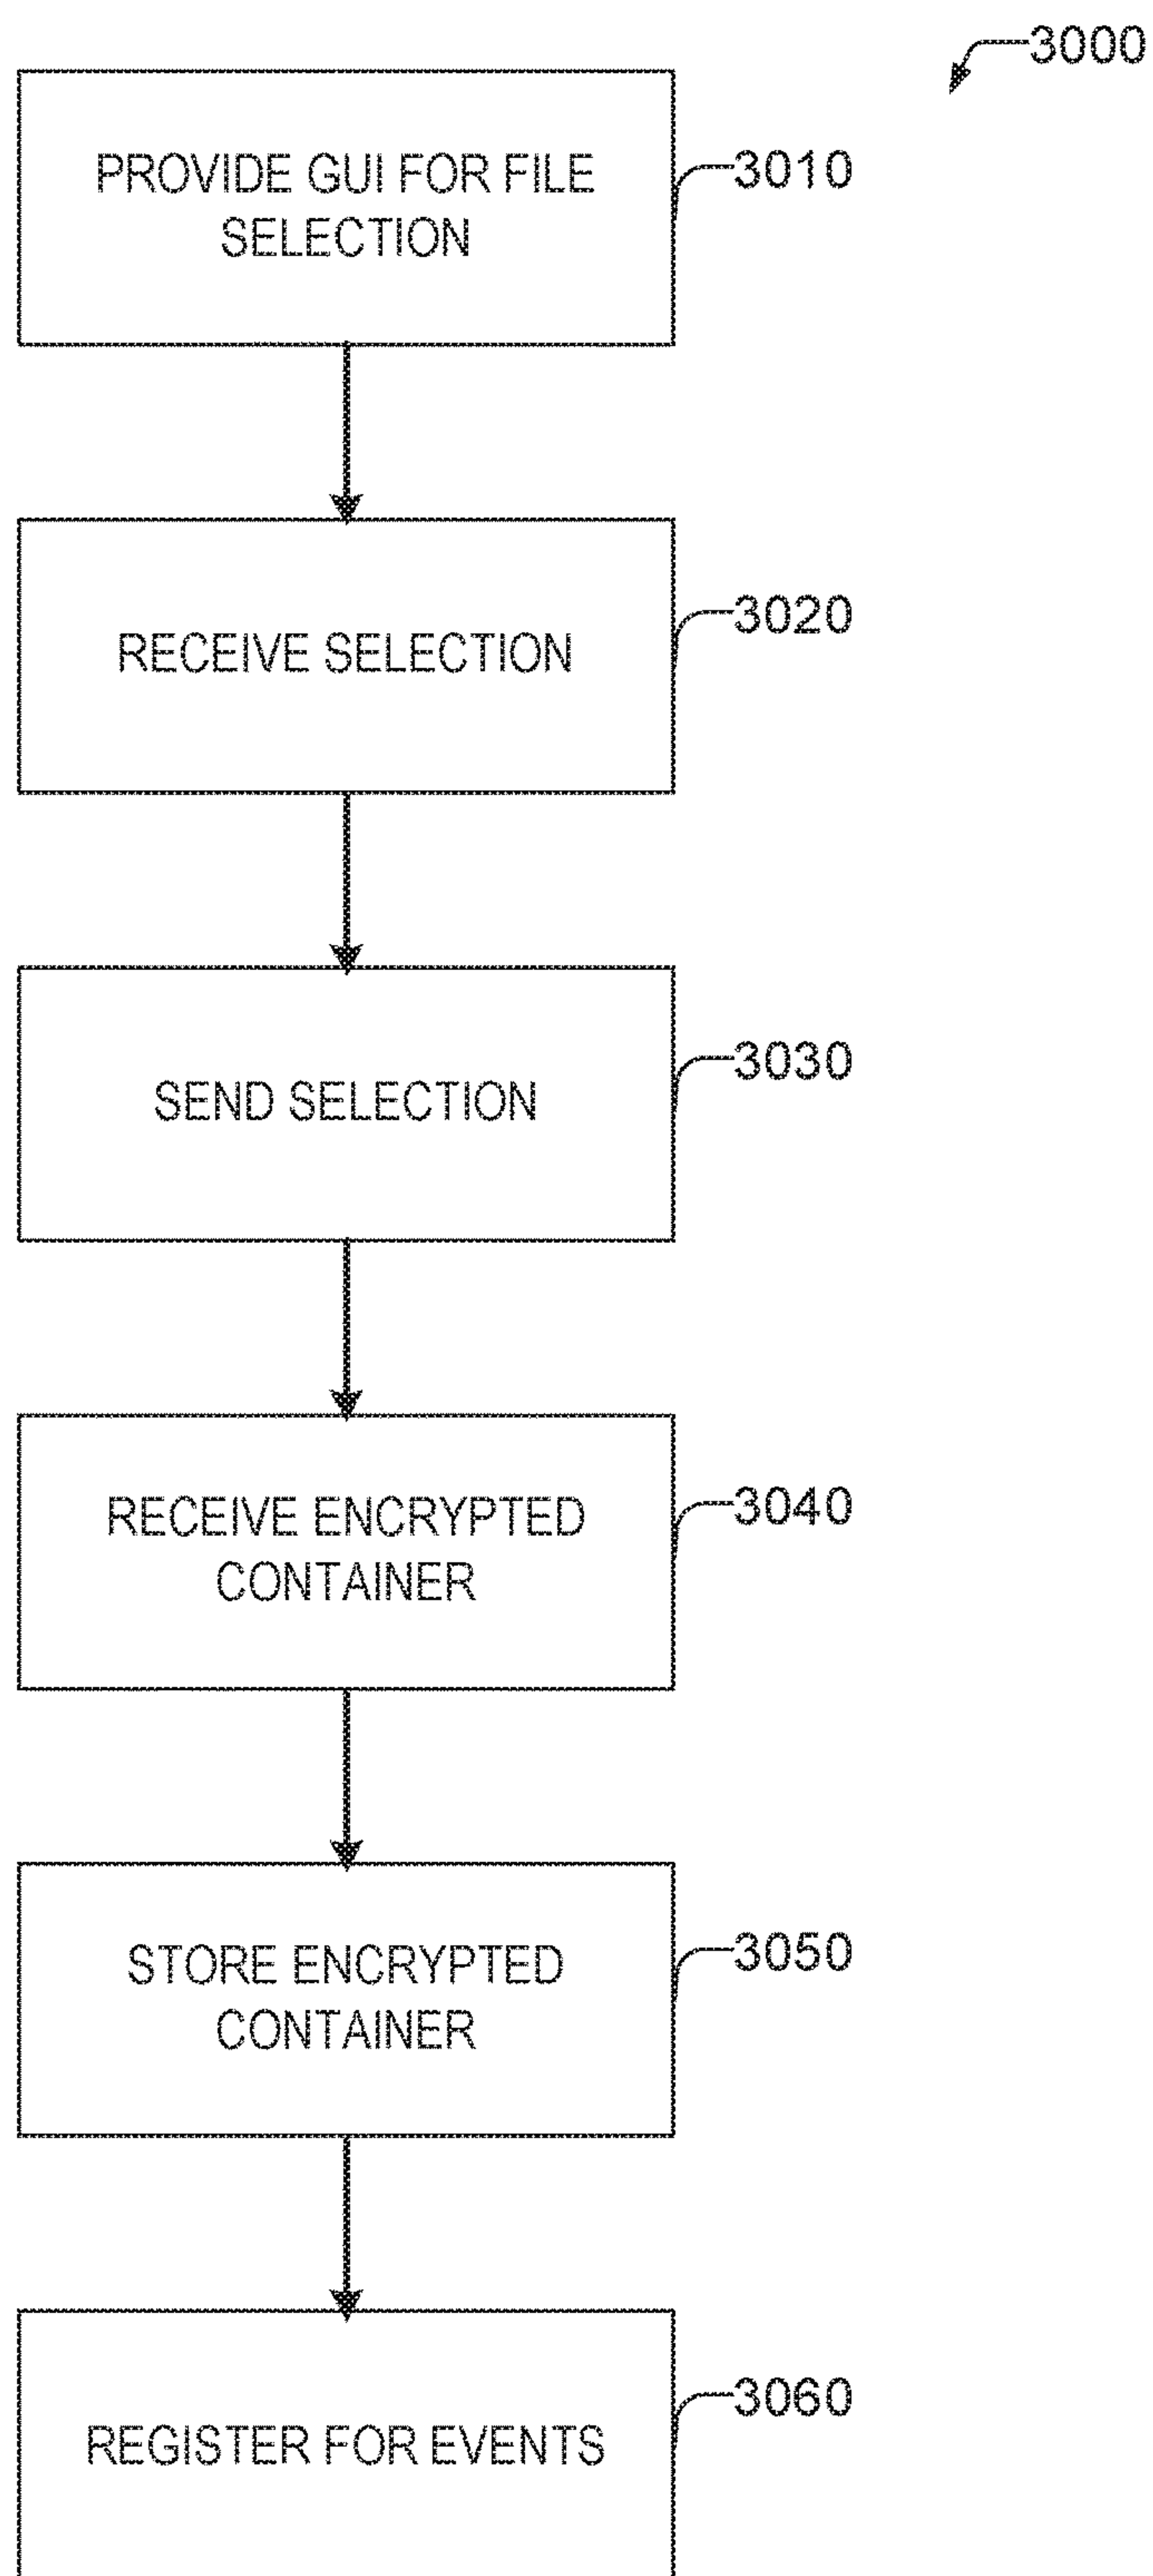 3000
PROVIDE GUI FOR FILE
SELECTION
3010
RECEIVE SELECTION
3020
SEND SELECTION
3030
RECEIVE ENCRYPTED
CONTAINER
3040
STORE ENCRYPTED
CONTAINER
3050
REGISTER FOR EVENTS
3060